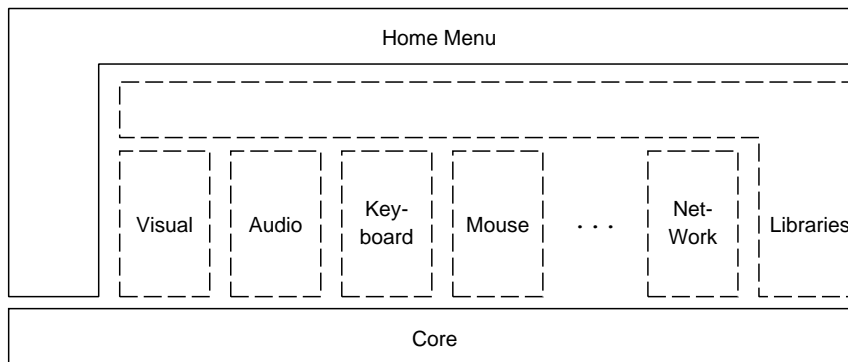 Home Menu
Visual
Audio
Key-
board
Mouse
. . .
Net-
Work
Libraries
Core